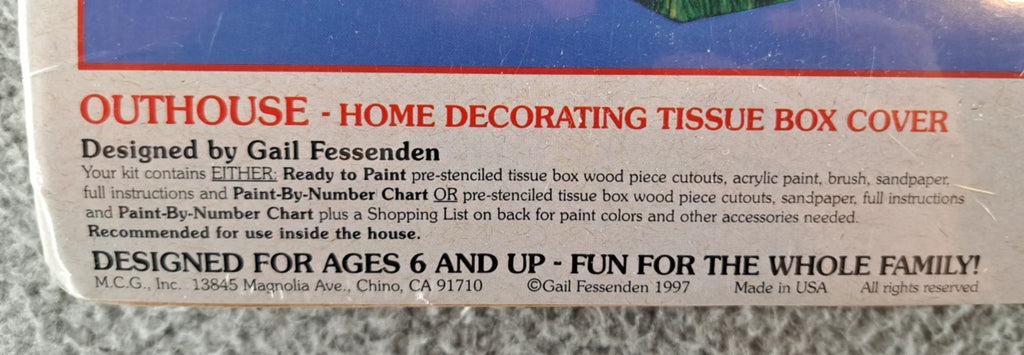 OUTHOUSE - HOME DECORATING TISSUE BOX COVER
Designed by Gail Fessenden
Your kit contains EITHER: Ready to Paint pre-stenciled tissue box wood piece cutouts, acrylic paint, brush, sandpaper,
full instructions and Paint-By-Number Chart OR pre-stenciled tissue box wood piece cutouts, sandpaper, full instructions
and Paint-By-Number Chart plus a Shopping List on back for paint colors and other accessories needed.
Recommended for use inside the house.
DESIGNED FOR AGES 6 AND UP - FUN FOR THE WHOLE FAMILY!
M.C.G., Inc. 13845 Magnolia Ave., Chino, CA 91710 ©Gail Fessenden 1997 Made in USA All rights reserved